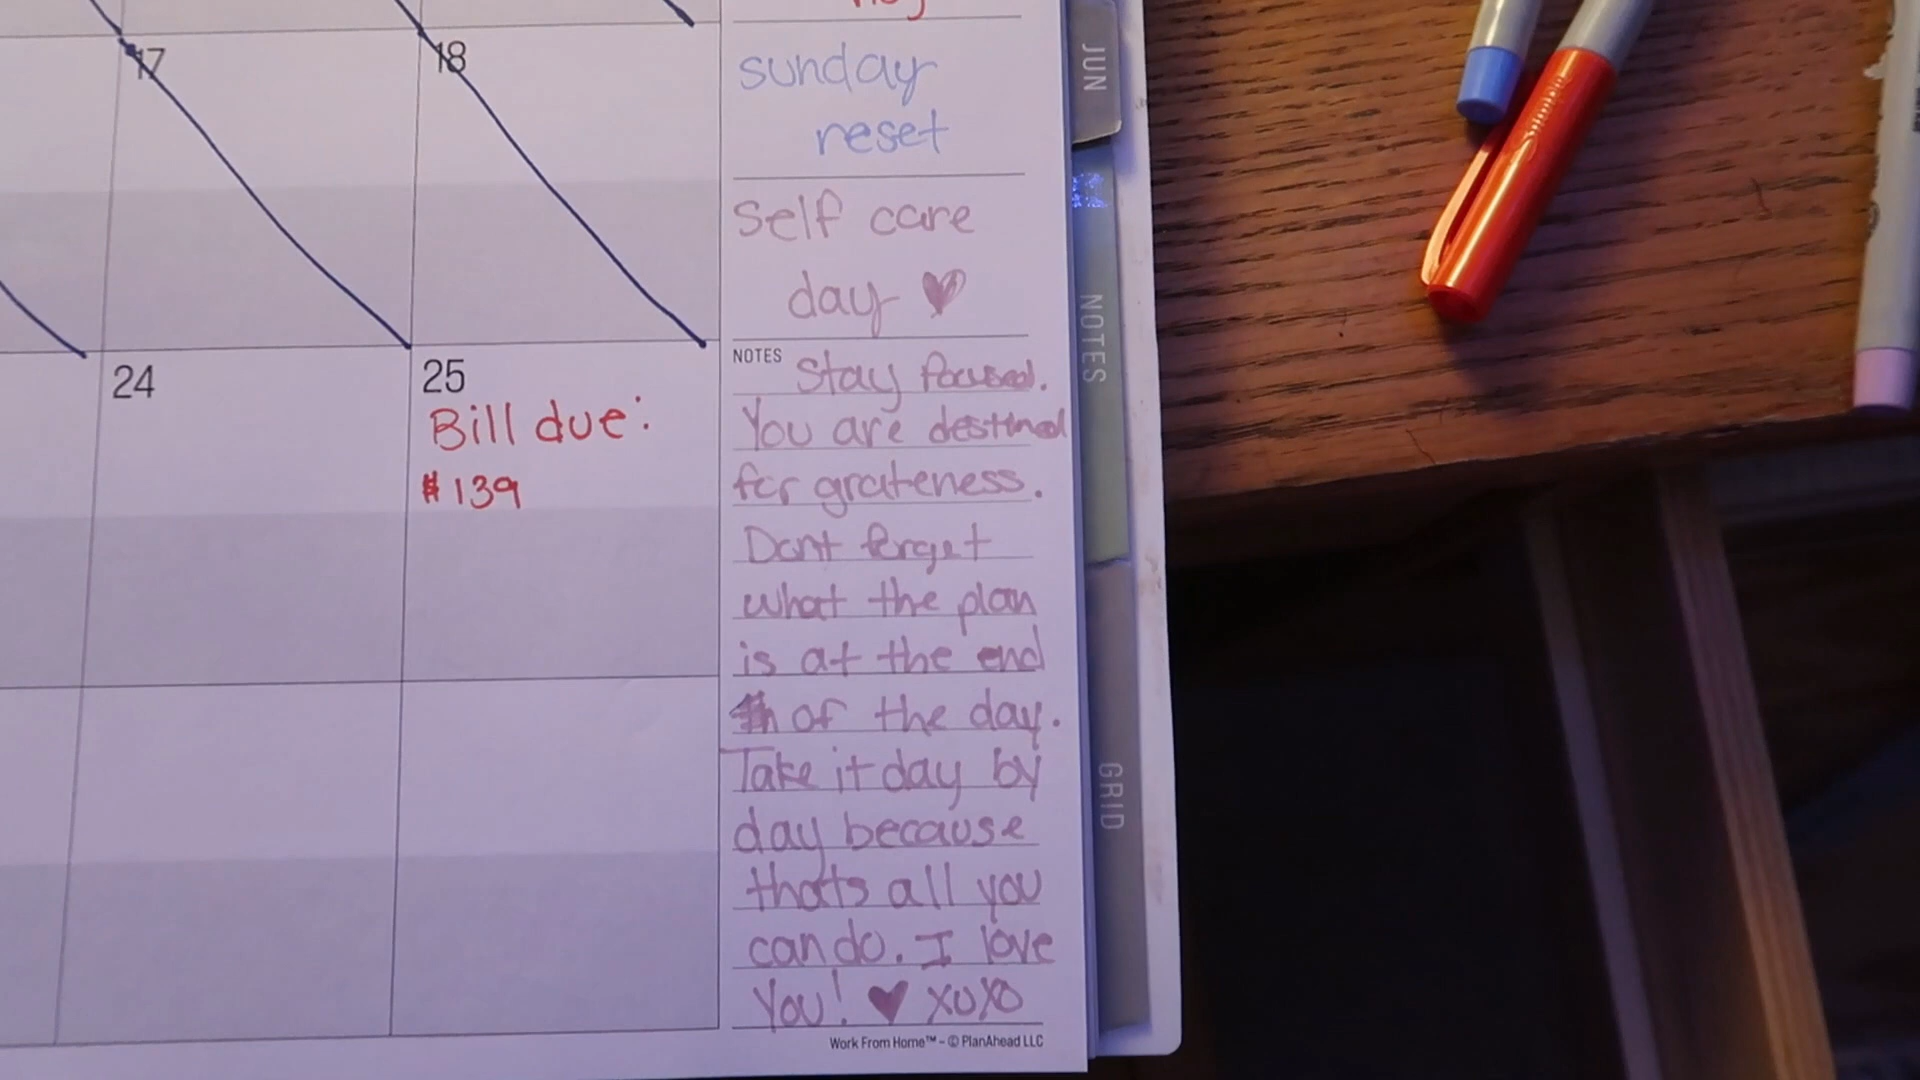 17
18
sunday
reset
self care
day ♥
24
25
Bill due:
$139
NOTES Stay focused.
You are destined
for grateness.
Dont forget
what the plan
is at the end
of the day.
Take it day by
day because
thats all you
can do. I love
You! ♥ XOXO
Work From Home™ - © PlanAhead LLC
JUN
NOTES
GRID